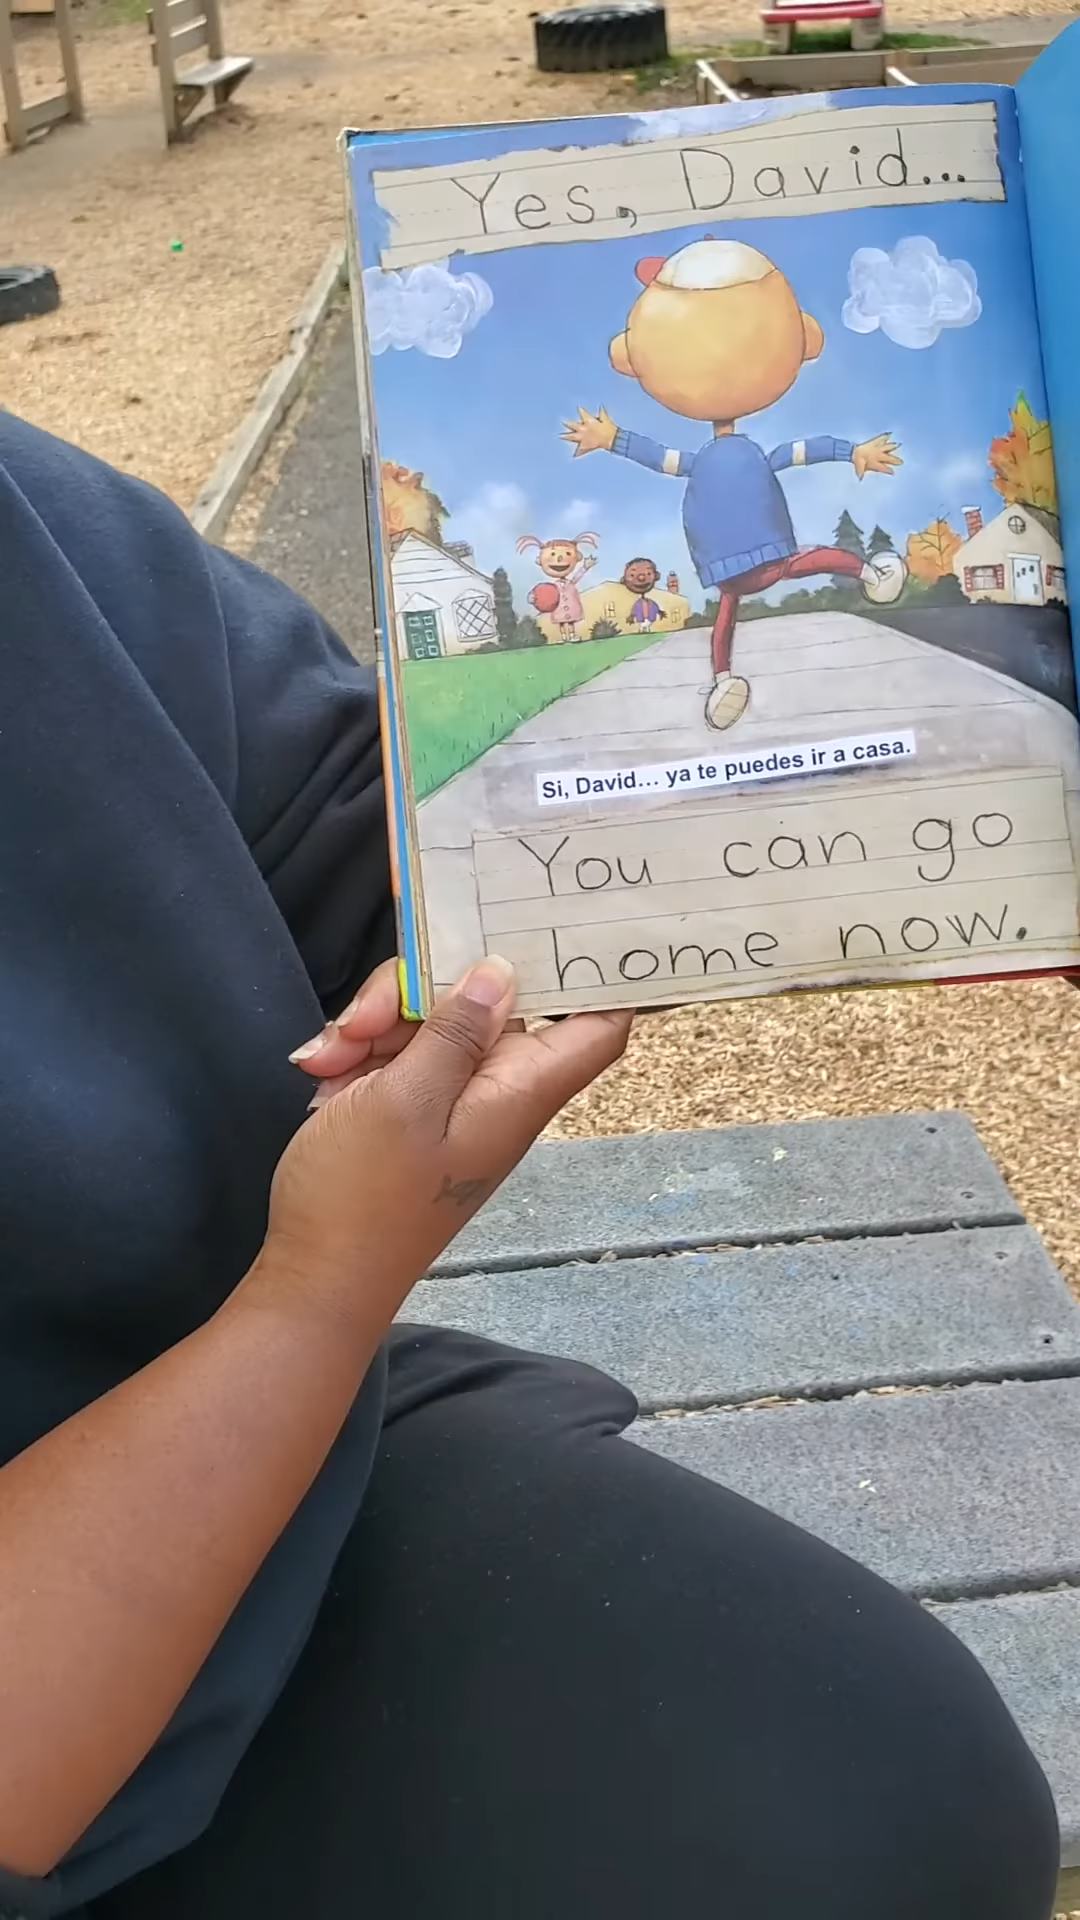 Yes, David...
Si, David... ya te puedes ir a casa.
You can go
home now.